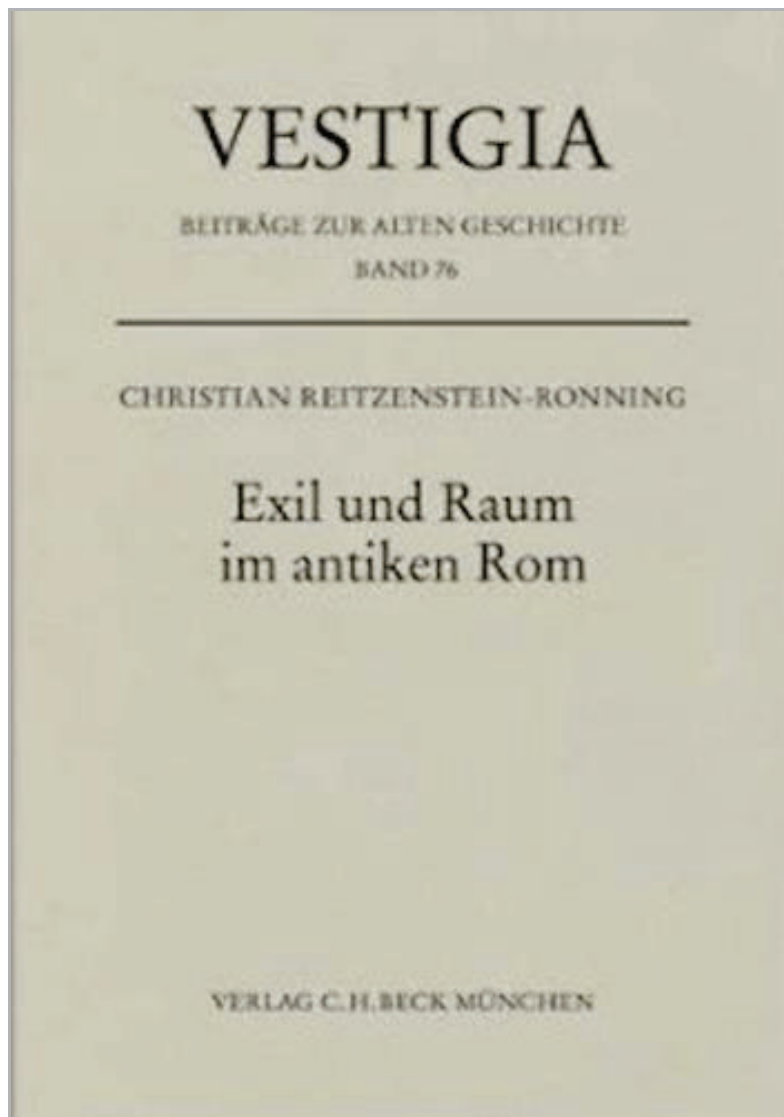 VESTIGIA
BEITRÄGE ZUR ALTEN GESCHICHTE
BAND 76
CHRISTIAN REITZENSTEIN-RONNING
Exil und Raum
im antiken Rom
VERLAG C.H.BECK MÜNCHEN